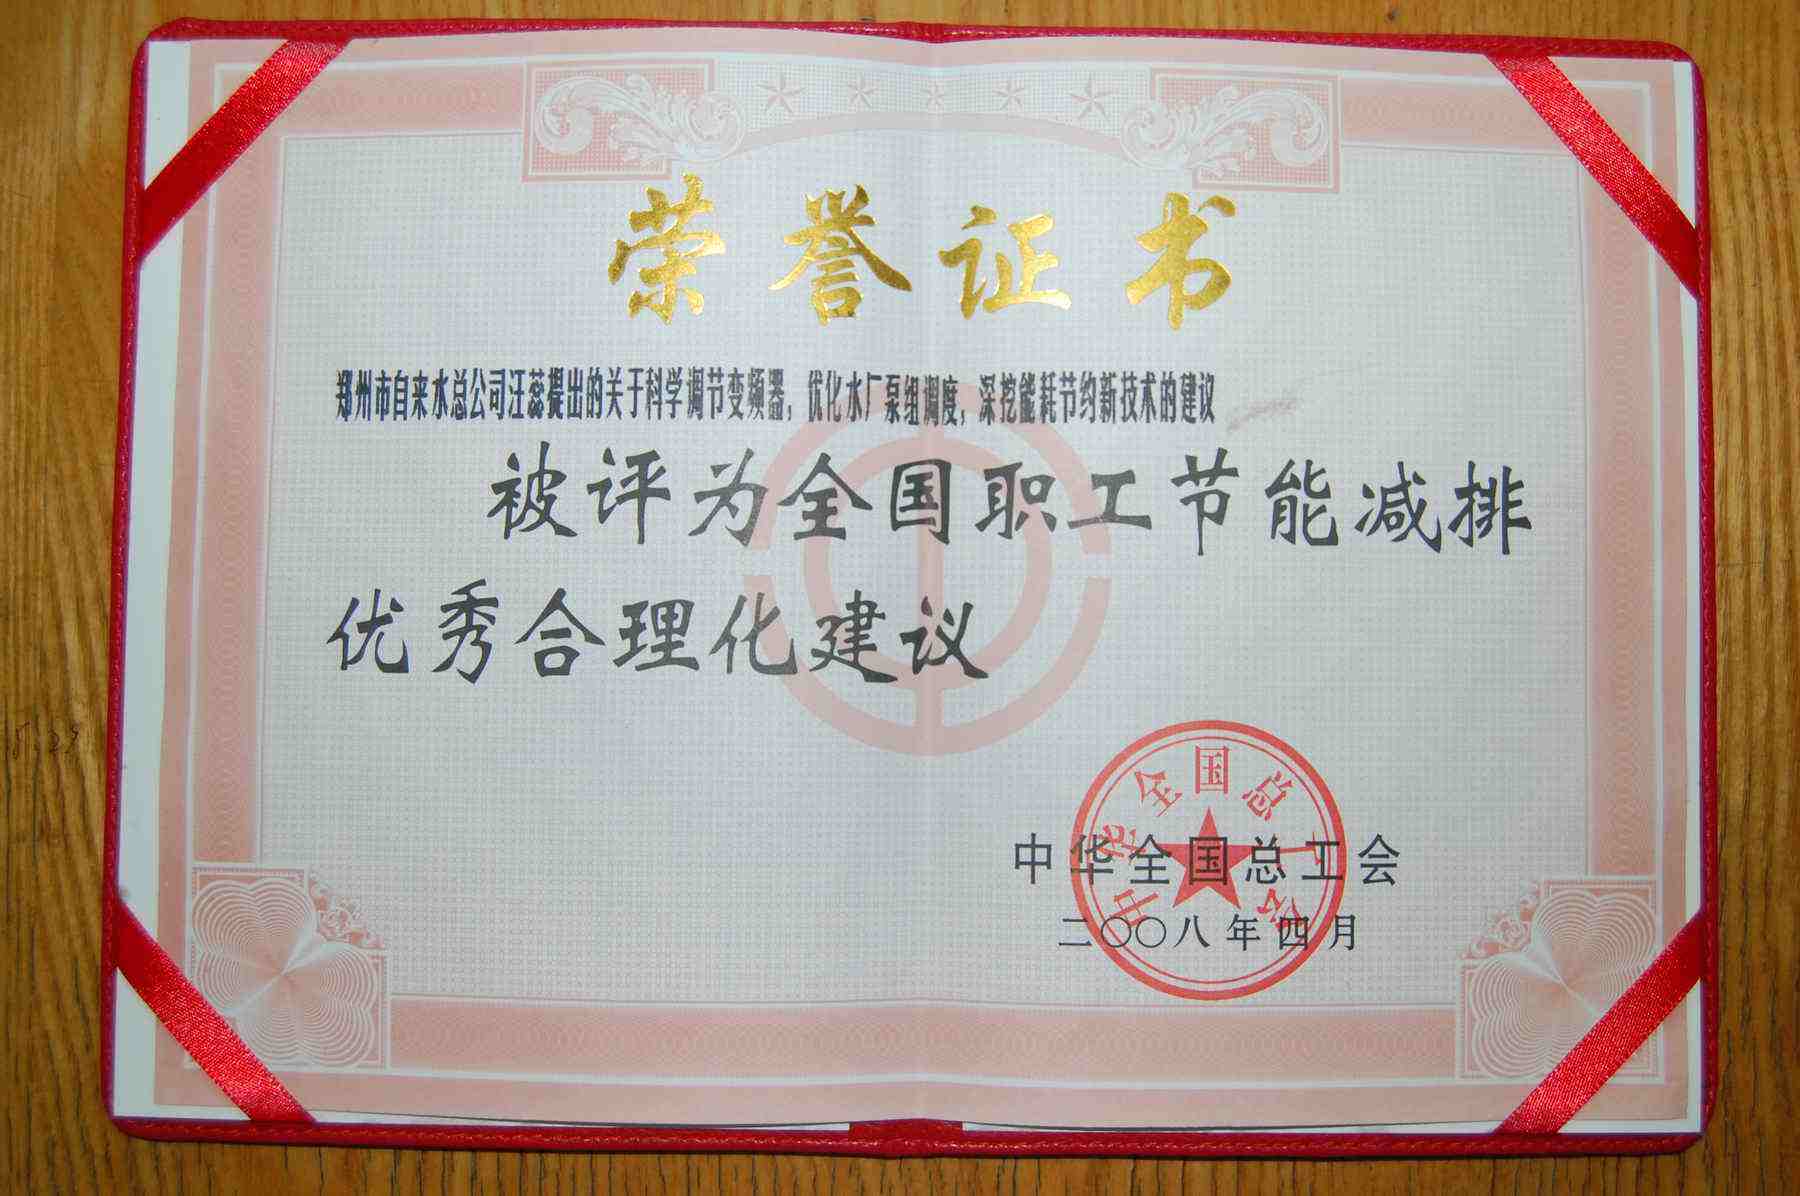 荣誉证书
郑州市自来水总公司汪蕊提出的关于科学调节变频器，优化水厂泵组调度，深挖能耗节约新技术的建议
被评为全国职工节能减排
优秀合理化建议
中华全国总工会
中华全国总工会
二〇〇八年四月